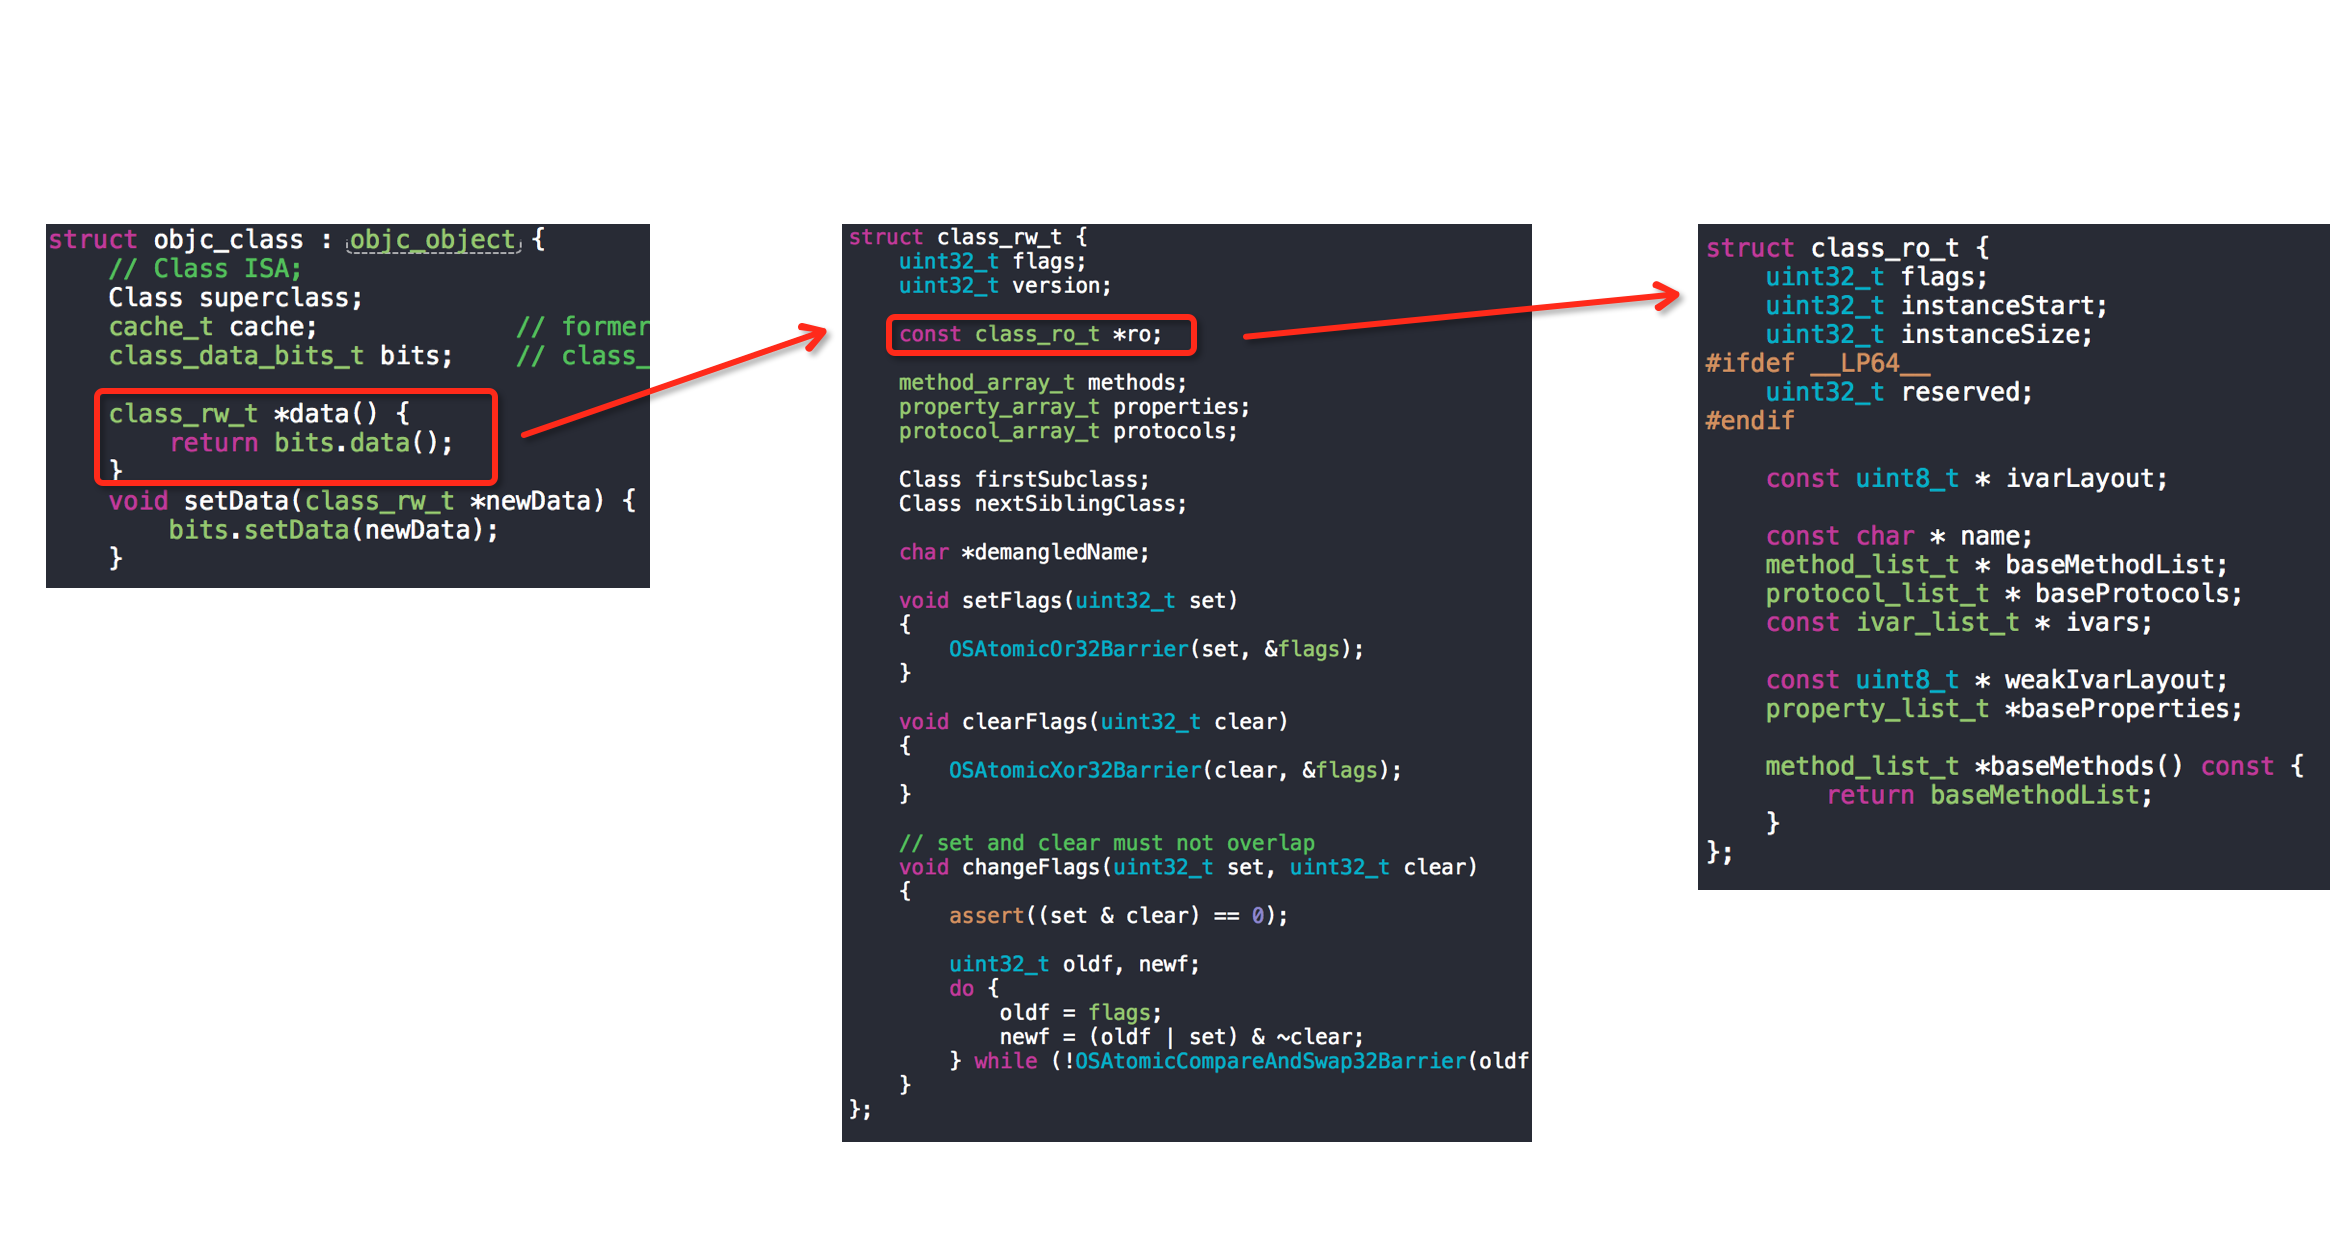 struct objc_class : objc_object {
// Class ISA;
Class superclass;
cache_t cache; // former
class_data_bits_t bits; // class_
class_rw_t *data() {
return bits.data();
}
void setData(class_rw_t *newData) {
bits.setData(newData);
}
struct class_rw_t {
uint32_t flags;
uint32_t version;
const class_ro_t *ro;
method_array_t methods;
property_array_t properties;
protocol_array_t protocols;
Class firstSubclass;
Class nextSiblingClass;
char *demangledName;
void setFlags(uint32_t set)
{
OSAtomicOr32Barrier(set, &flags);
}
void clearFlags(uint32_t clear)
{
OSAtomicXor32Barrier(clear, &flags);
}
// set and clear must not overlap
void changeFlags(uint32_t set, uint32_t clear)
{
assert((set & clear) == 0);
uint32_t oldf, newf;
do {
oldf = flags;
newf = (oldf | set) & ~clear;
} while (!OSAtomicCompareAndSwap32Barrier(oldf
}
};
struct class_ro_t {
uint32_t flags;
uint32_t instanceStart;
uint32_t instanceSize;
#ifdef __LP64__
uint32_t reserved;
#endif
const uint8_t * ivarLayout;
const char * name;
method_list_t * baseMethodList;
protocol_list_t * baseProtocols;
const ivar_list_t * ivars;
const uint8_t * weakIvarLayout;
property_list_t *baseProperties;
method_list_t *baseMethods() const {
return baseMethodList;
}
};